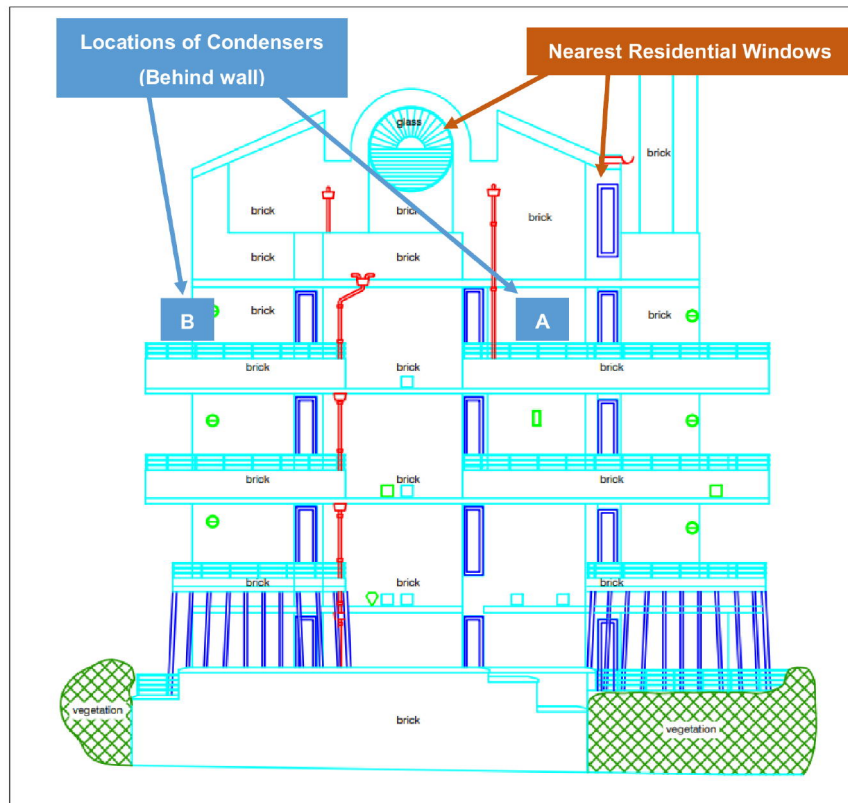 Locations of Condensers
(Behind wall)
Nearest Residential Windows
glass
brick
brick
brick
brick
brick
brick
B
brick
A
brick
brick
brick
brick
brick
brick
brick
brick
brick
brick
vegetation
brick
vegetation